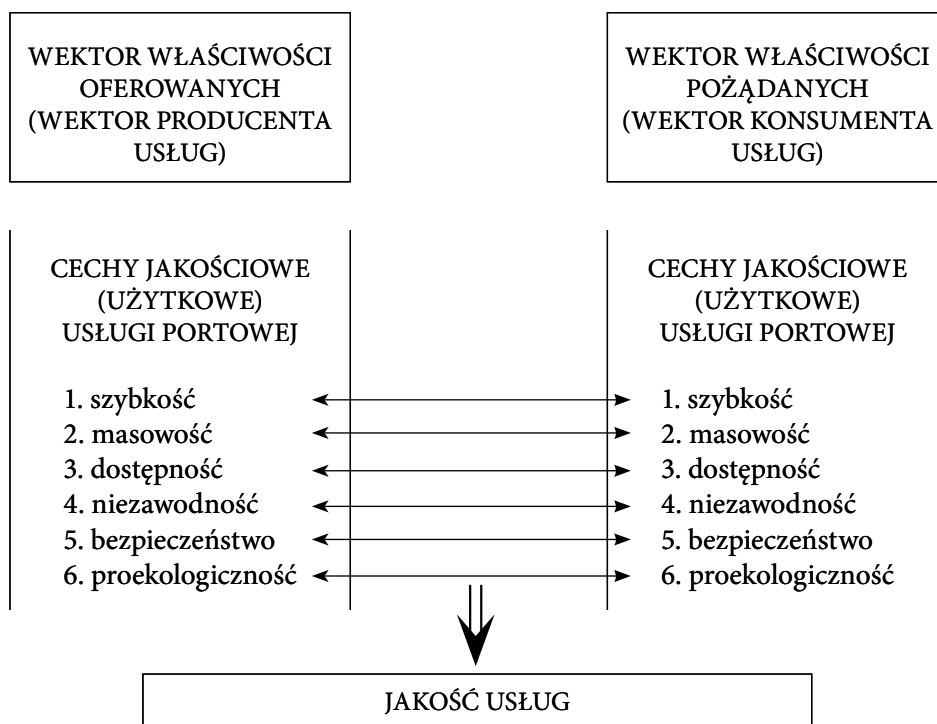 WEKTOR WŁAŚCIWOŚCI
OFEROWANYCH
(WEKTOR PRODUCENTA
USŁUG)
WEKTOR WŁAŚCIWOŚCI
POŻĄDANYCH
(WEKTOR KONSUMENTA
USŁUG)
CECHY JAKOŚCIOWE
(UŻYTKOWE)
USŁUGI PORTOWEJ
1. szybkość
2. masowość
3. dostępność
4. niezawodność
5. bezpieczeństwo
6. proekologiczność
CECHY JAKOŚCIOWE
(UŻYTKOWE)
USŁUGI PORTOWEJ
1. szybkość
2. masowość
3. dostępność
4. niezawodność
5. bezpieczeństwo
6. proekologiczność
JAKOŚĆ USŁUG